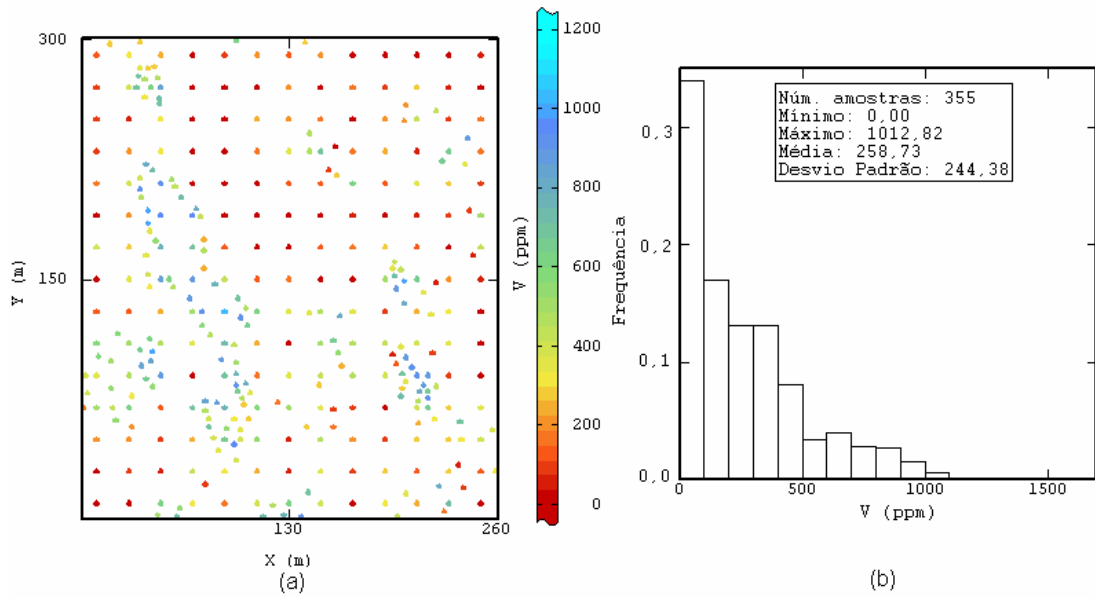 300
150
Y (m)
130
260
X (m)
(a)
1200
1000
800
600
400
200
0
V (ppm)
0,3
0,2
0,1
0,0
Frequência
Núm. amostras: 355
Mínimo: 0,00
Máximo: 1012,82
Média: 258,73
Desvio Padrão: 244,38
0
500
1000
1500
V (ppm)
(b)